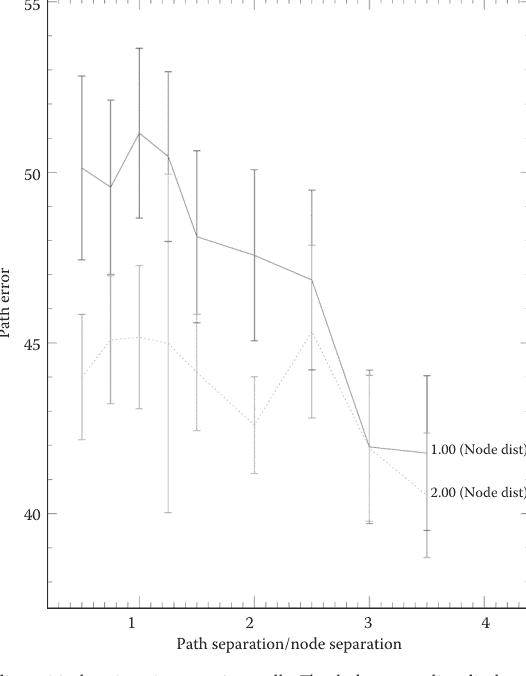 55
50
45
40
Path error
1.00 (Node dist)
2.00 (Node dist)
1 2 3 4
Path separation/node separation